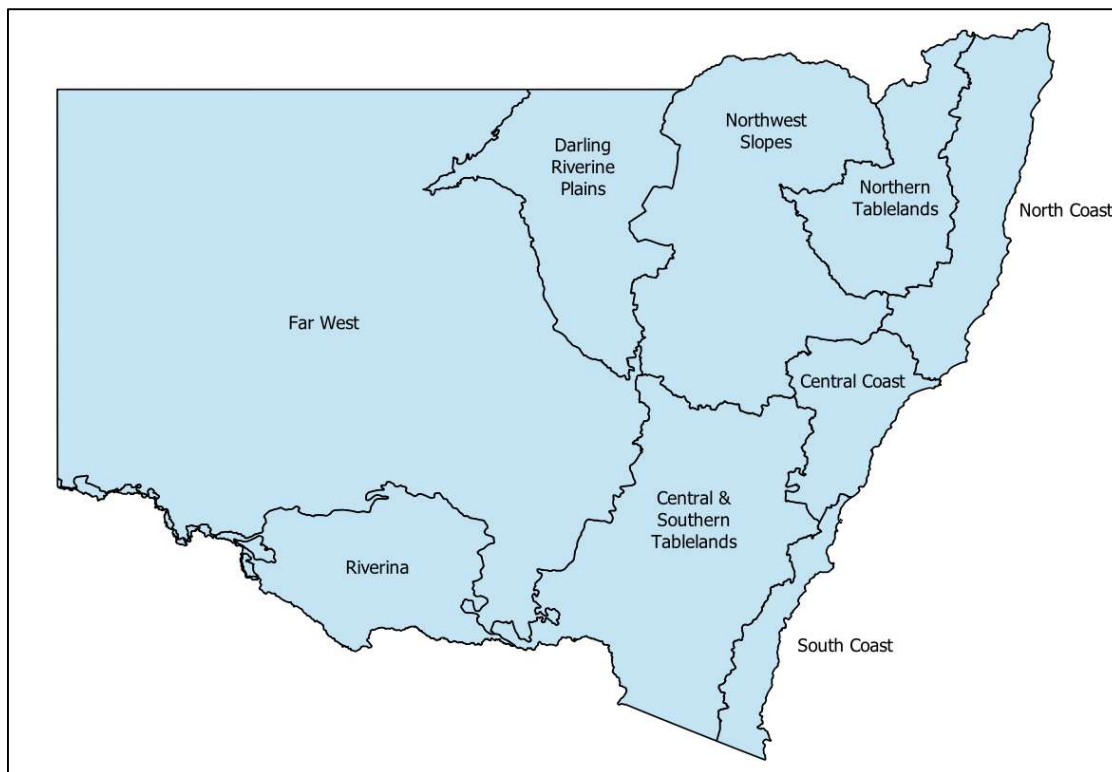 Northwest
Slopes
Darling
Riverine
Plains
Northern
Tablelands
North Coast
Far West
Central Coast
Central &
Southern
Tablelands
Riverina
South Coast